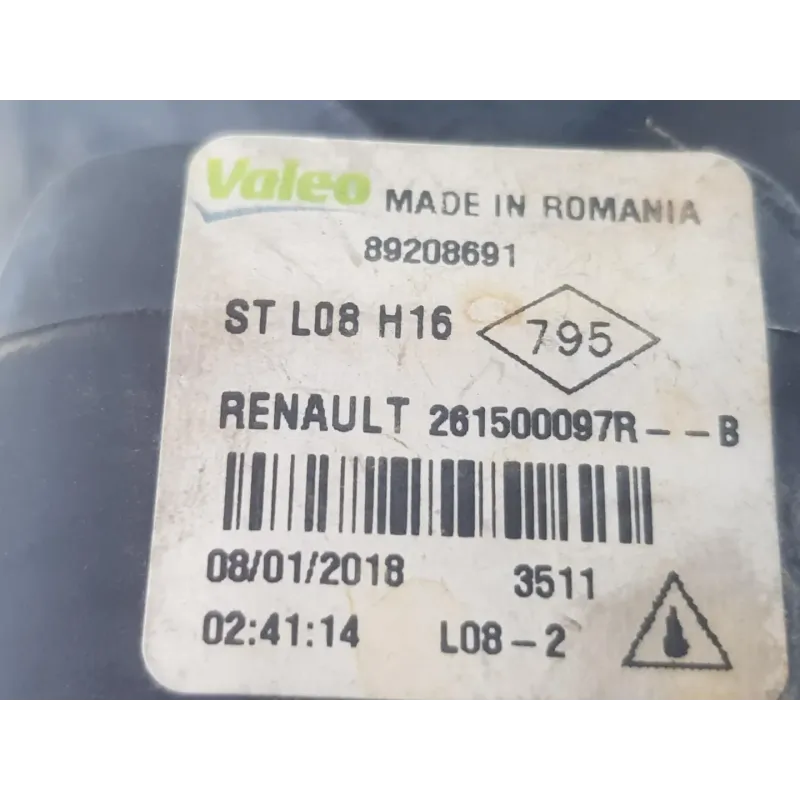 Valeo MADE IN ROMANIA
89208691
ST L08 H16 795
RENAULT 261500097R--B
08/01/2018 3511
02:41:14 L08-2